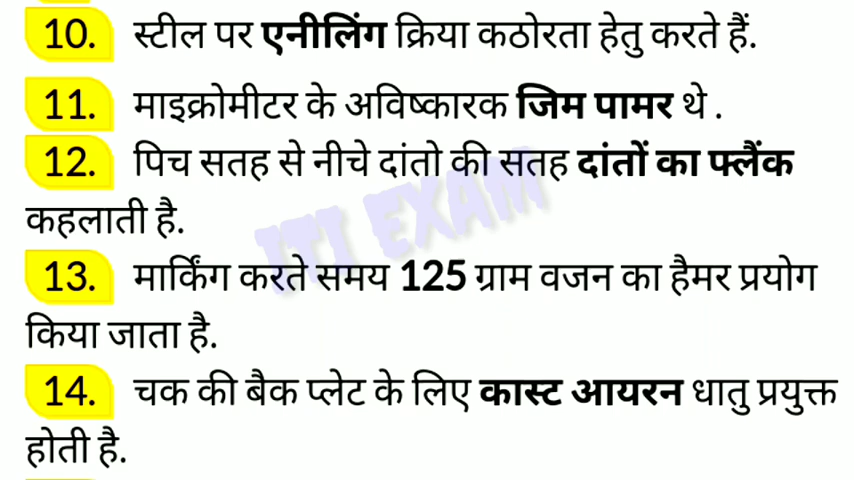 10. स्टील पर एनीलिंग क्रिया कठोरता हेतु करते हैं.
11. माइक्रोमीटर के अविष्कारक जिम पामर थे .
12. पिच सतह से नीचे दांतो की सतह दांतों का फ्लैंक
कहलाती है.
ITI EXAM
13. मार्किंग करते समय 125 ग्राम वजन का हैमर प्रयोग
किया जाता है.
14. चक की बैक प्लेट के लिए कास्ट आयरन धातु प्रयुक्त
होती है.